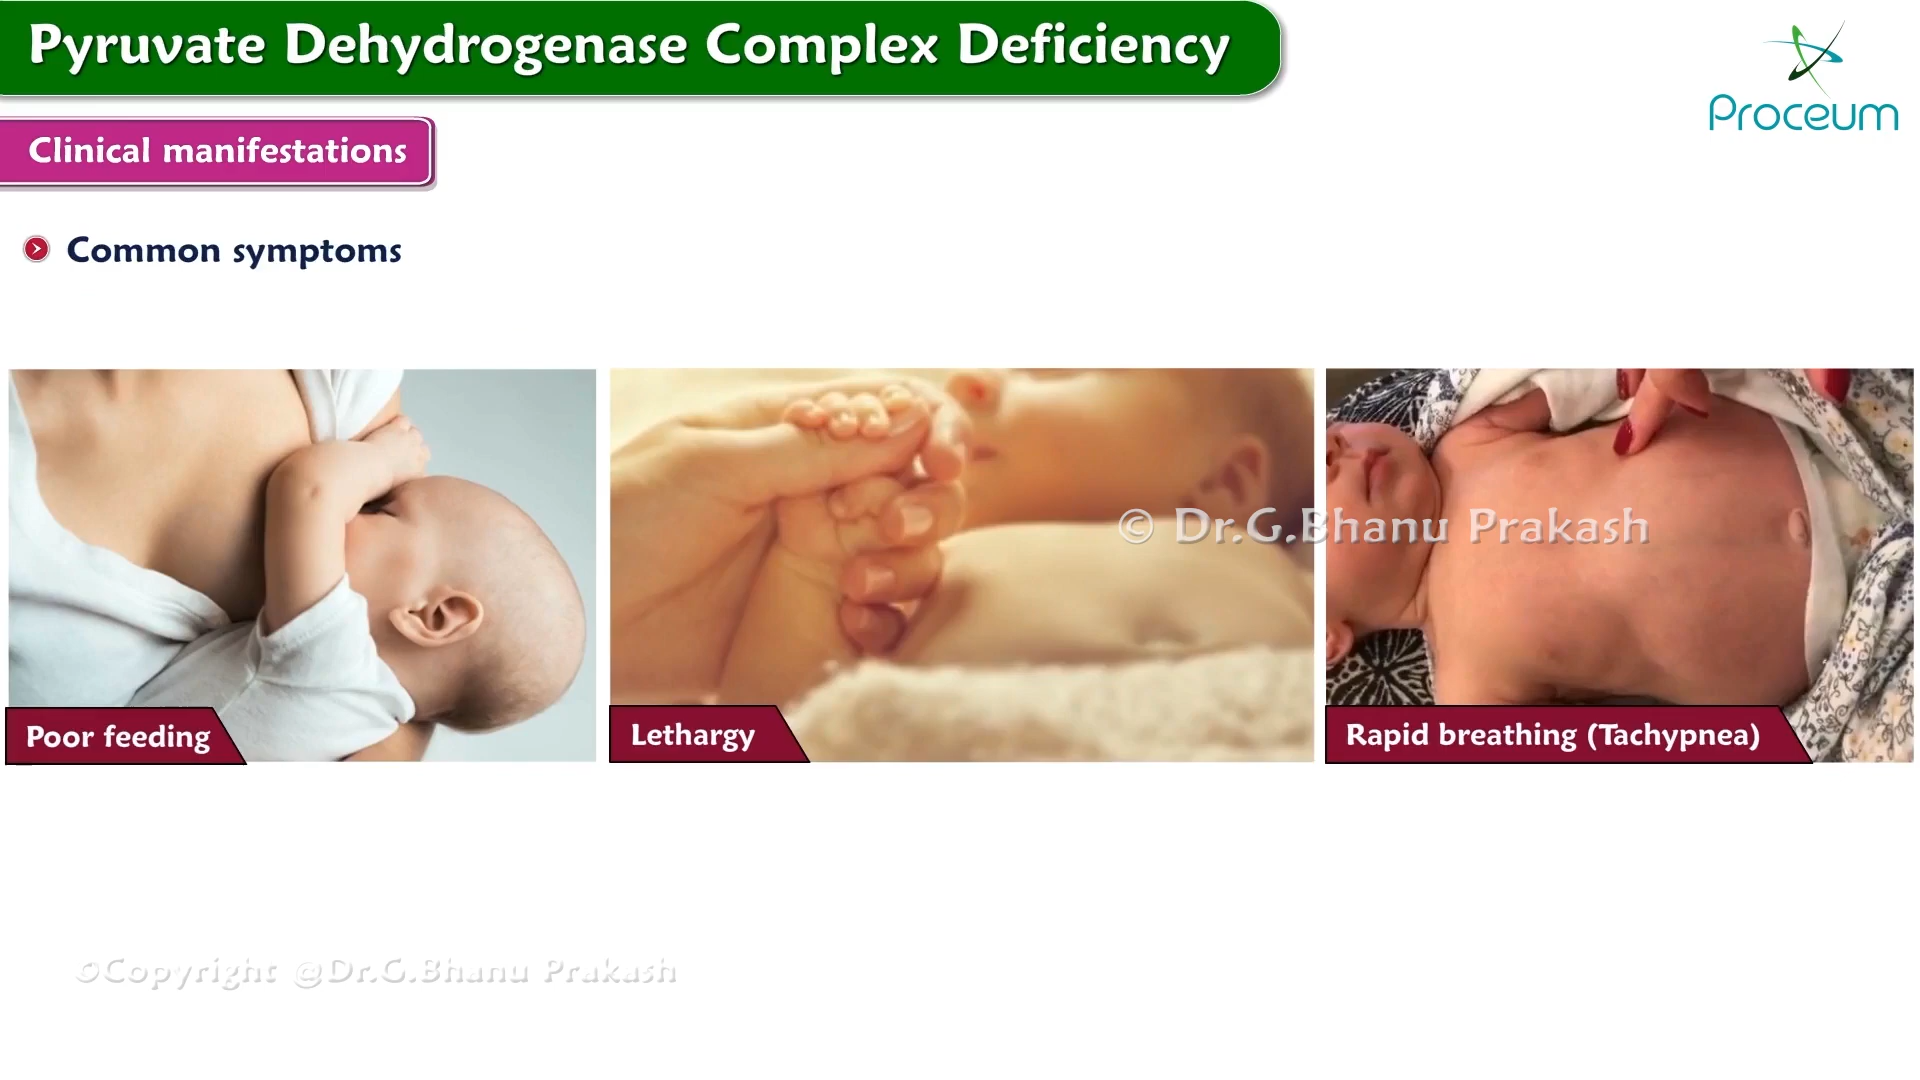 Pyruvate Dehydrogenase Complex Deficiency
Proceum
Clinical manifestations
Common symptoms
© Dr.G.Bhanu Prakash
Poor feeding
Lethargy
Rapid breathing (Tachypnea)
©Copyright @Dr.G.Bhanu Prakash